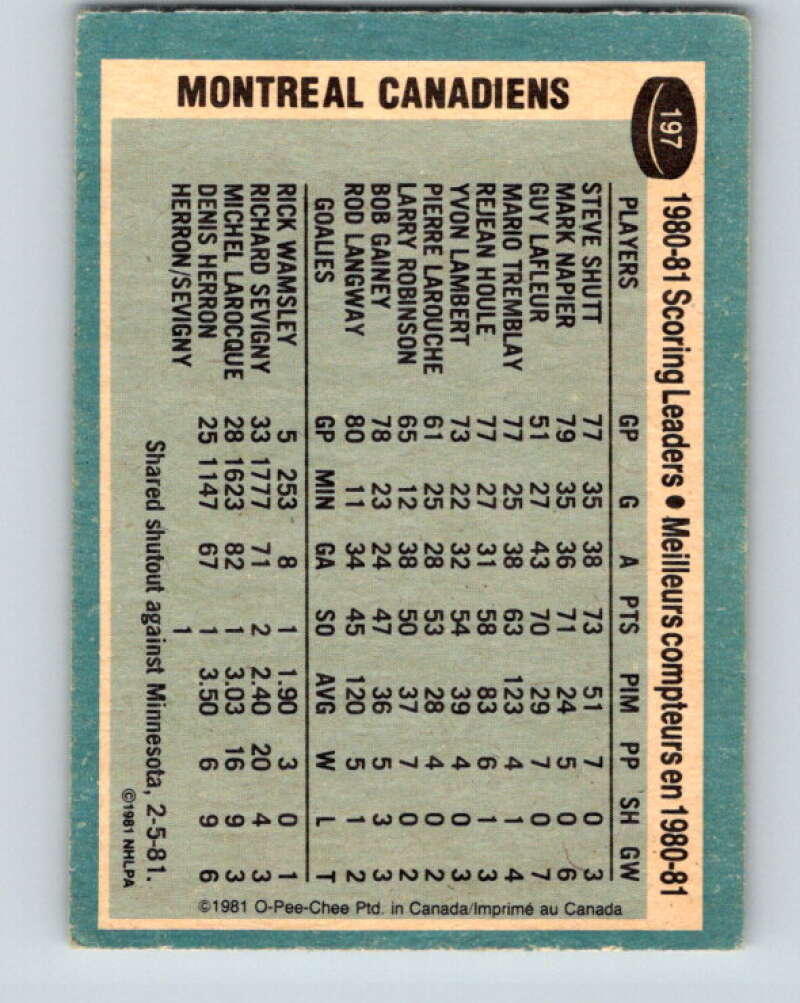 MONTREAL CANADIENS
197
1980-81 Scoring Leaders • Meilleurs compteurs en 1980-81
PLAYERS GP G A PTS PIM PP SH GW
STEVE SHUTT 77 35 38 73 51 7 0 3
MARK NAPIER 79 35 36 71 24 5 0 6
GUY LAFLEUR 51 27 43 70 29 7 0 7
MARIO TREMBLAY 77 25 38 63 123 4 1 4
REJEAN HOULE 77 27 31 58 83 6 1 3
YVON LAMBERT 73 22 32 54 39 4 0 3
PIERRE LAROUCHE 61 25 28 53 28 4 0 2
LARRY ROBINSON 65 12 38 50 37 7 0 2
BOB GAINEY 78 23 24 47 36 5 3 3
ROD LANGWAY 80 11 34 45 120 5 1 2
GOALIES GP MIN GA SO AVG W L T
RICK WAMSLEY 5 253 8 1 1.90 3 0 1
RICHARD SEVIGNY 33 1777 71 2 2.40 20 4 3
MICHEL LAROCQUE 28 1623 82 1 3.03 16 9 3
DENIS HERRON 25 1147 67 1 3.50 6 9 6
HERRON/SEVIGNY 1
Shared shutout against Minnesota, 2-5-81.
©1981 NHLPA
©1981 O-Pee-Chee Ptd. in Canada/Imprimé au Canada